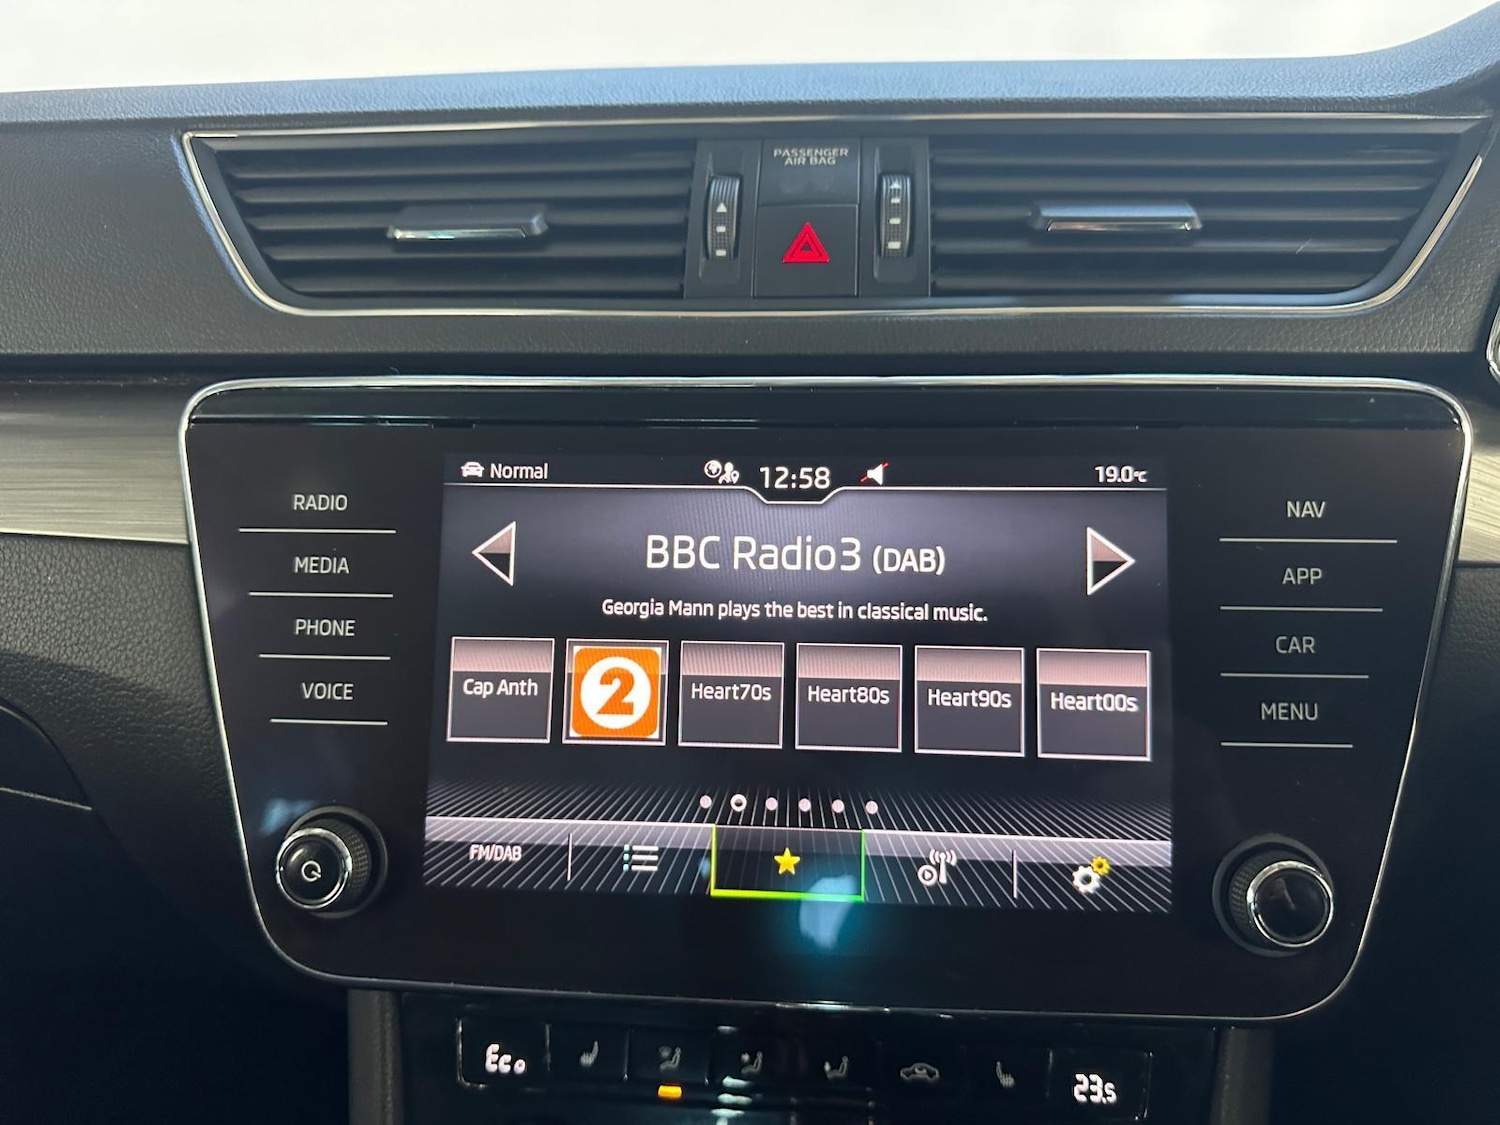 PASSENGER
AIR BAG
Normal
12:58
19.0°C
RADIO
MEDIA
PHONE
VOICE
BBC Radio3 (DAB)
Georgia Mann plays the best in classical music.
Cap Anth
2
Heart70s
Heart80s
Heart90s
Heart00s
FM/DAB
NAV
APP
CAR
MENU
Eco
23.5